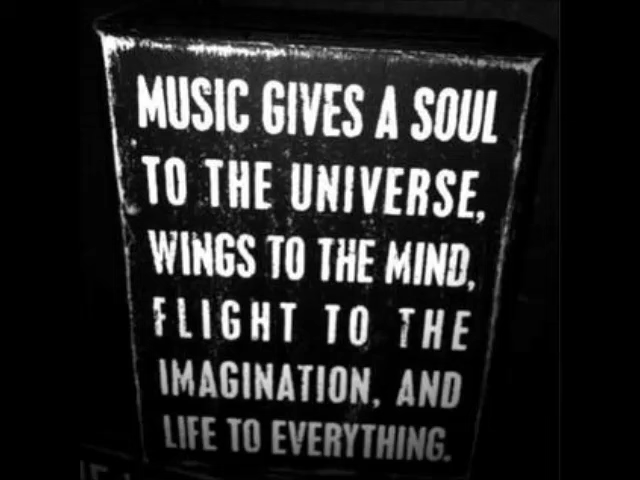 MUSIC GIVES A SOUL
TO THE UNIVERSE,
WINGS TO THE MIND,
FLIGHT TO THE
IMAGINATION, AND
LIFE TO EVERYTHING.